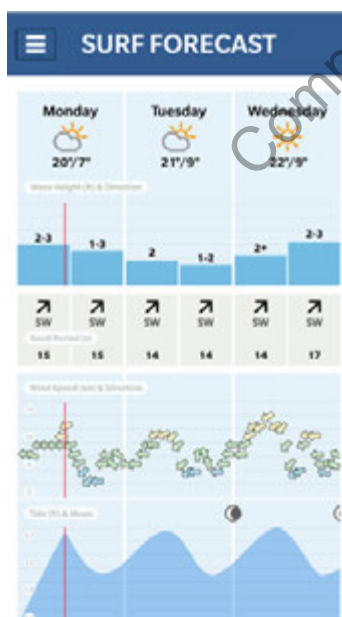 SURF FORECAST
Monday Tuesday Wednesday
20°/7° 21°/9° 22°/9°
Wave Height (ft) & Direction
2-3 1-3 2 1-2 2+ 2-3
SW SW SW SW SW SW
Swell Period (s)
15 15 14 14 14 17
Wind Speed (kn) & Direction
Tide (ft) & Moon